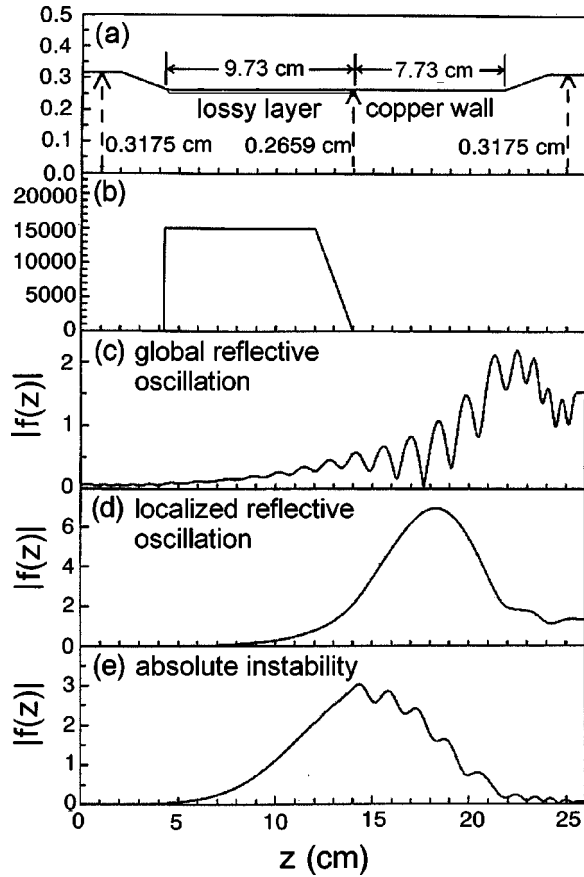 (a)
0.5
0.4
0.3
0.2
0.1
0.0
9.73 cm
7.73 cm
lossy layer
copper wall
0.3175 cm
0.2659 cm
0.3175 cm
(b)
20000
15000
10000
5000
0
(c) global reflective
oscillation
|f(z)|
2
1
0
(d) localized reflective
oscillation
|f(z)|
6
4
2
0
(e) absolute instability
|f(z)|
3
2
1
0
0 5 10 15 20 25
z (cm)